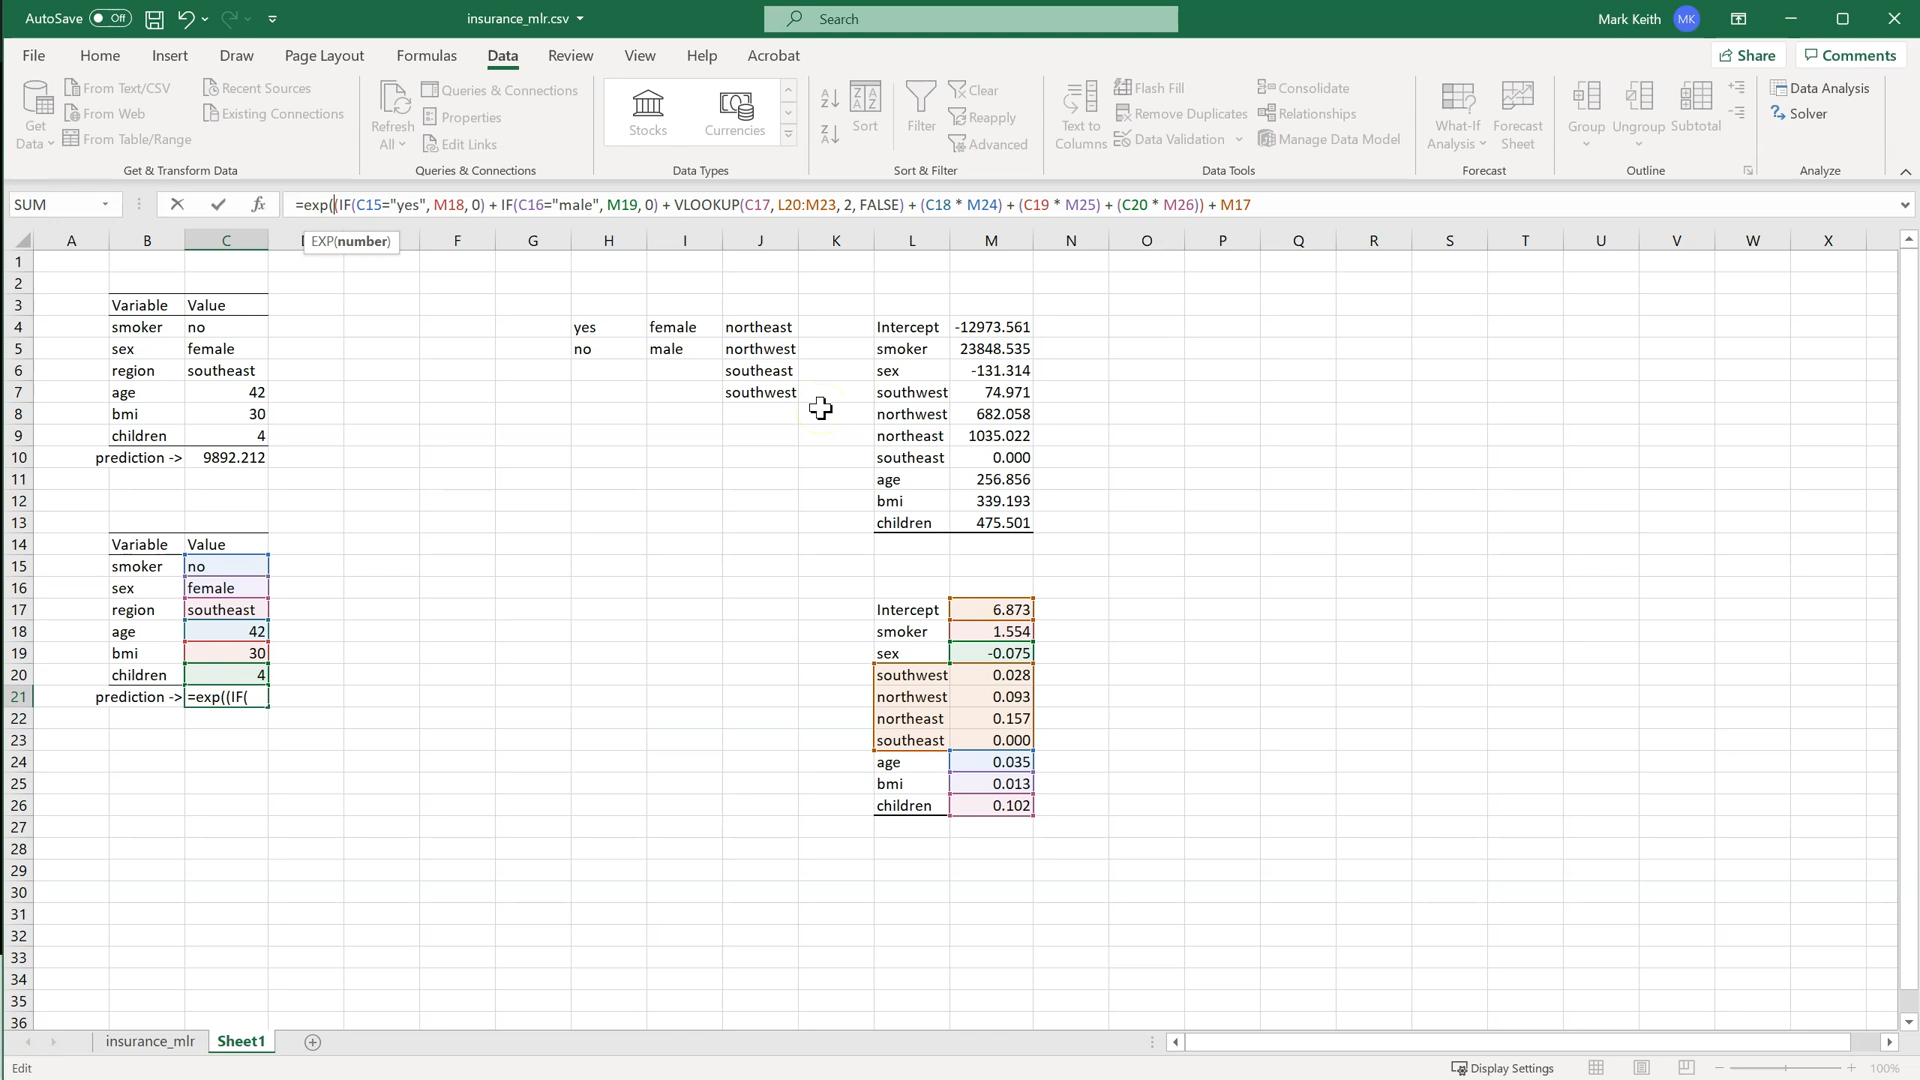 AutoSave Off insurance_mlr.csv Search Mark Keith MK
File Home Insert Draw Page Layout Formulas Data Review View Help Acrobat Share Comments
Get Data From Text/CSV From Web From Table/Range Recent Sources Existing Connections
Refresh All Queries & Connections Properties Edit Links
Stocks Currencies
Sort Filter Clear Reapply Advanced
Text to Columns Flash Fill Remove Duplicates Data Validation Consolidate Relationships Manage Data Model
What-If Analysis Forecast Sheet Group Ungroup Subtotal Data Analysis Solver
Get & Transform Data Queries & Connections Data Types Sort & Filter Data Tools Forecast Outline Analyze
SUM fx =exp((IF(C15="yes", M18, 0) + IF(C16="male", M19, 0) + VLOOKUP(C17, L20:M23, 2, FALSE) + (C18 * M24) + (C19 * M25) + (C20 * M26)) + M17
EXP(number)
A B C F G H I J K L M N O P Q R S T U V W X
1
2
3 Variable Value
4 smoker no yes female northeast Intercept -12973.561
5 sex female no male northwest smoker 23848.535
6 region southeast southeast sex -131.314
7 age 42 southwest southwest 74.971
8 bmi 30 northwest 682.058
9 children 4 northeast 1035.022
10 prediction -> 9892.212 southeast 0.000
11 age 256.856
12 bmi 339.193
13 children 475.501
14 Variable Value
15 smoker no
16 sex female
17 region southeast Intercept 6.873
18 age 42 smoker 1.554
19 bmi 30 sex -0.075
20 children 4 southwest 0.028
21 prediction -> =exp((IF( northwest 0.093
22 northeast 0.157
23 southeast 0.000
24 age 0.035
25 bmi 0.013
26 children 0.102
27
28
29
30
31
32
33
34
35
36
insurance_mlr Sheet1
Edit Display Settings 100%